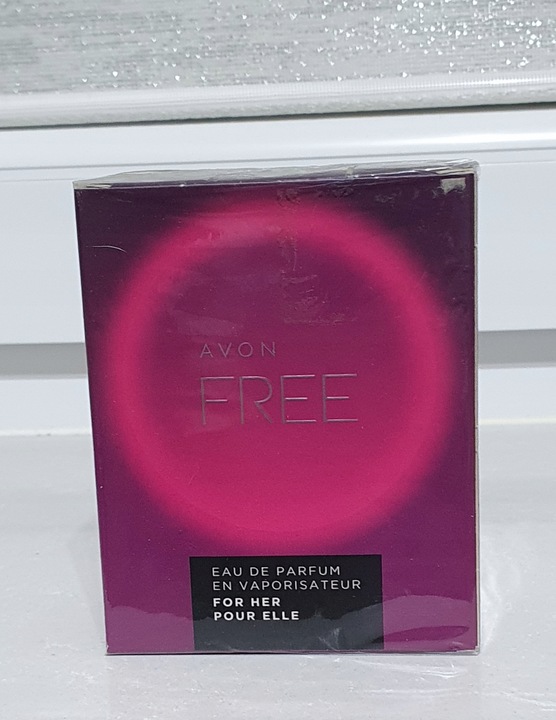 AVON
FREE
EAU DE PARFUM
EN VAPORISATEUR
FOR HER
POUR ELLE